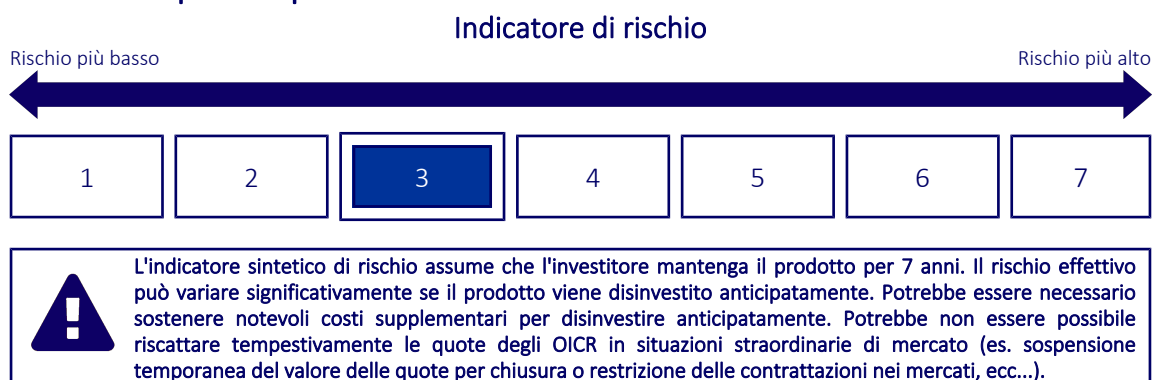 Indicatore di rischio
Rischio più basso
Rischio più alto
1
2
3
4
5
6
7
L'indicatore sintetico di rischio assume che l'investitore mantenga il prodotto per 7 anni. Il rischio effettivo
può variare significativamente se il prodotto viene disinvestito anticipatamente. Potrebbe essere necessario
sostenere notevoli costi supplementari per disinvestire anticipatamente. Potrebbe non essere possibile
riscattare tempestivamente le quote degli OICR in situazioni straordinarie di mercato (es. sospensione
temporanea del valore delle quote per chiusura o restrizione delle contrattazioni nei mercati, ecc...).